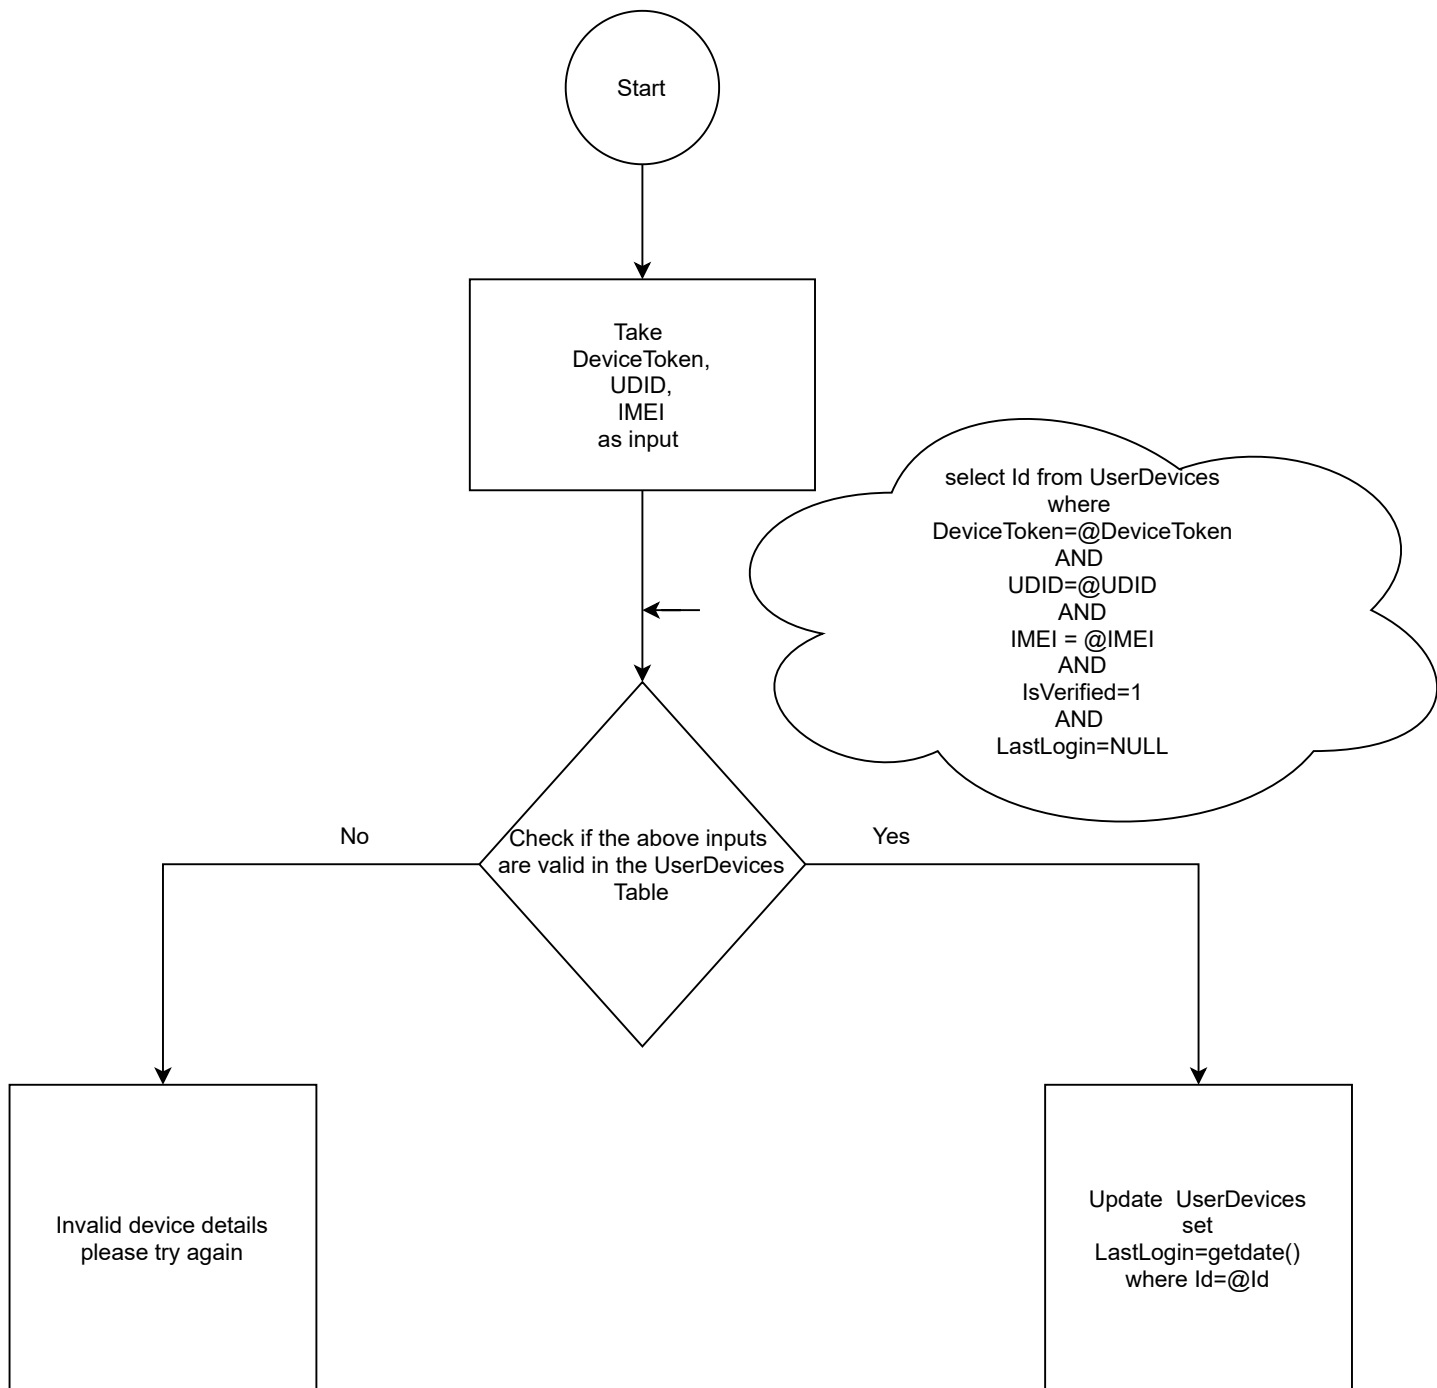 Start
Take
DeviceToken,
UDID,
IMEI
as input
select Id from UserDevices
where
DeviceToken=@DeviceToken
AND
UDID=@UDID
AND
IMEI = @IMEI
AND
IsVerified=1
AND
LastLogin=NULL
No
Check if the above inputs
are valid in the UserDevices
Table
Yes
Invalid device details
please try again
Update  UserDevices
set
LastLogin=getdate()
where Id=@Id